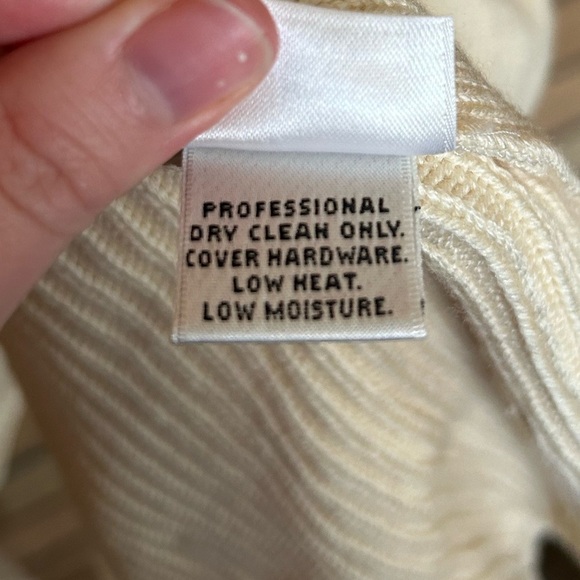 PROFESSIONAL
DRY CLEAN ONLY.
COVER HARDWARE.
LOW HEAT.
LOW MOISTURE.